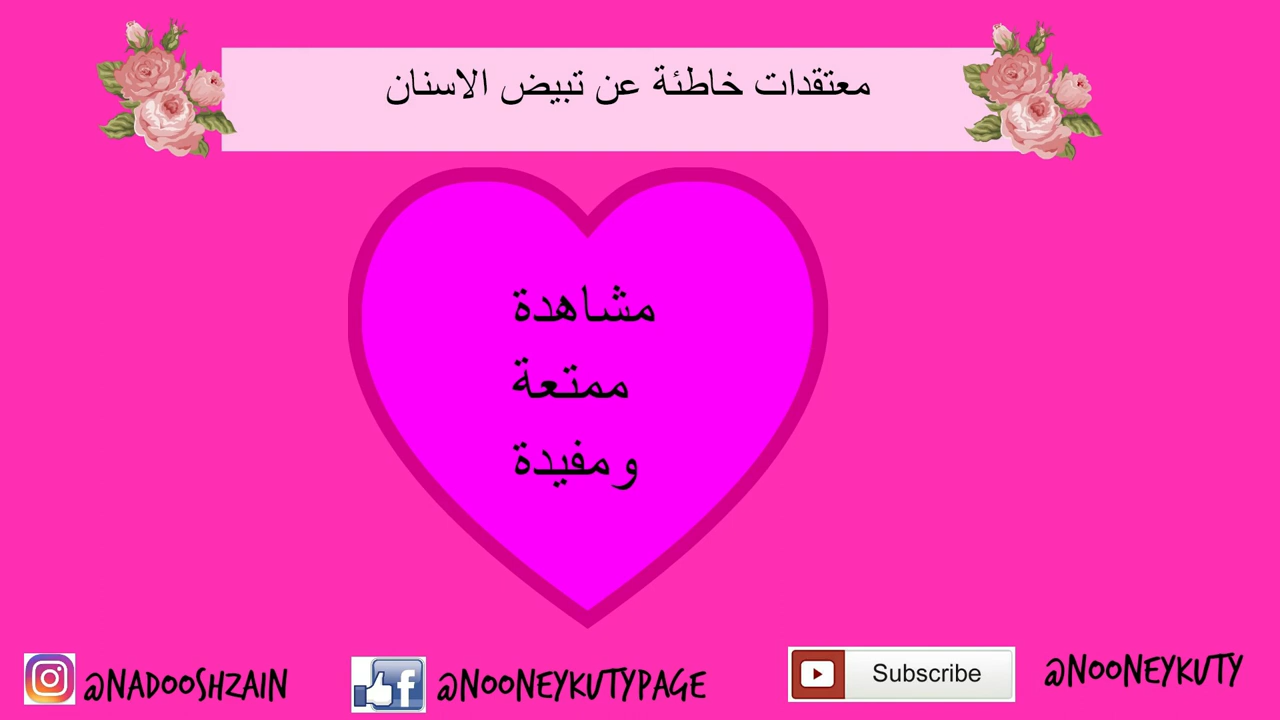 معتقدات خاطئة عن تبيض الاسنان
مشاهدة
ممتعة
ومفيدة
@NADOOSHZAIN
@NOONEYKUTYPAGE
Subscribe
@NOONEYKUTY